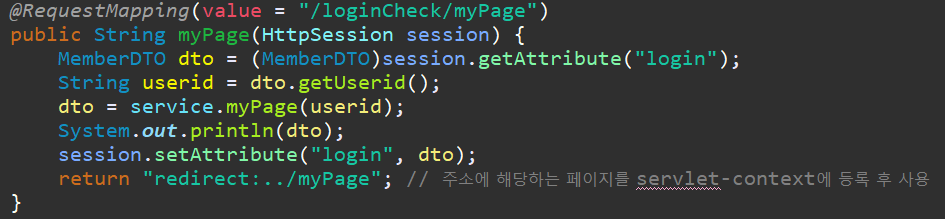 @RequestMapping(value = "/loginCheck/myPage")
public String myPage(HttpSession session) {
    MemberDTO dto = (MemberDTO)session.getAttribute("login");
    String userid = dto.getUserid();
    dto = service.myPage(userid);
    System.out.println(dto);
    session.setAttribute("login", dto);
    return "redirect:../myPage"; // 주소에 해당하는 페이지를 servlet-context에 등록 후 사용
}